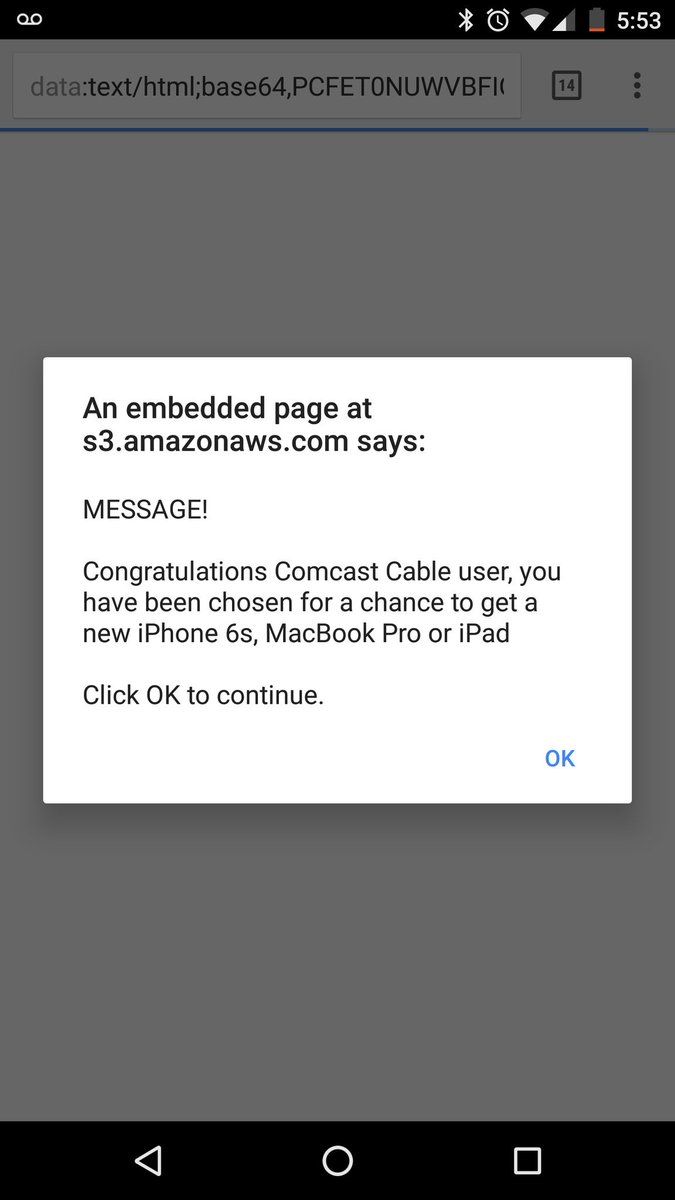 5:53
data:text/html;base64,PCFET0NUWVBFI
14
An embedded page at
s3.amazonaws.com says:
MESSAGE!
Congratulations Comcast Cable user, you
have been chosen for a chance to get a
new iPhone 6s, MacBook Pro or iPad
Click OK to continue.
OK